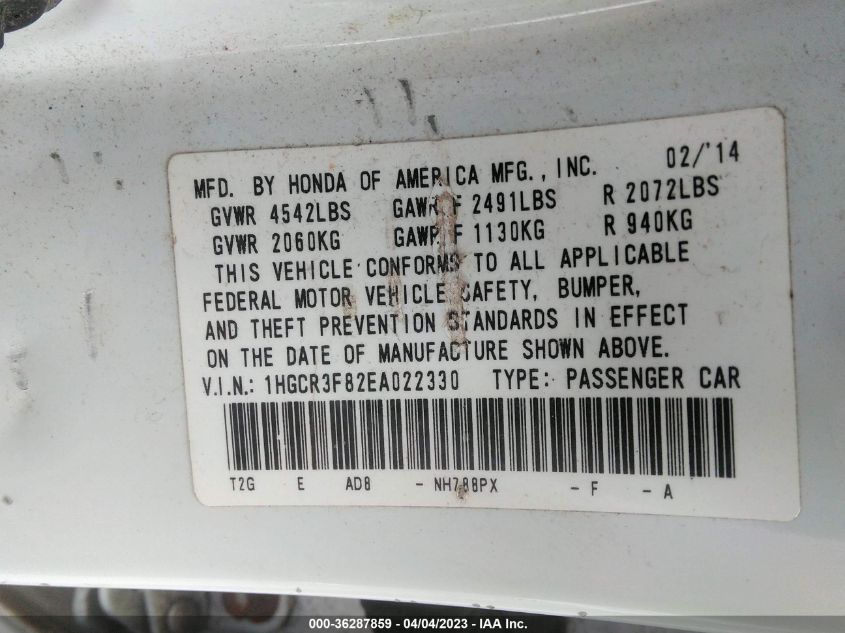 02/'14
MFD. BY HONDA OF AMERICA MFG., INC.
GVWR 4542LBS GAWR F 2491LBS R 2072LBS
GVWR 2060KG GAWR F 1130KG R 940KG
THIS VEHICLE CONFORMS TO ALL APPLICABLE
FEDERAL MOTOR VEHICLE SAFETY, BUMPER,
AND THEFT PREVENTION STANDARDS IN EFFECT
ON THE DATE OF MANUFACTURE SHOWN ABOVE.
V.I.N.: 1HGCR3F82EA022330 TYPE: PASSENGER CAR
T2G E AD8 - NH788PX - F - A
000-36287859 - 04/04/2023 - IAA Inc.